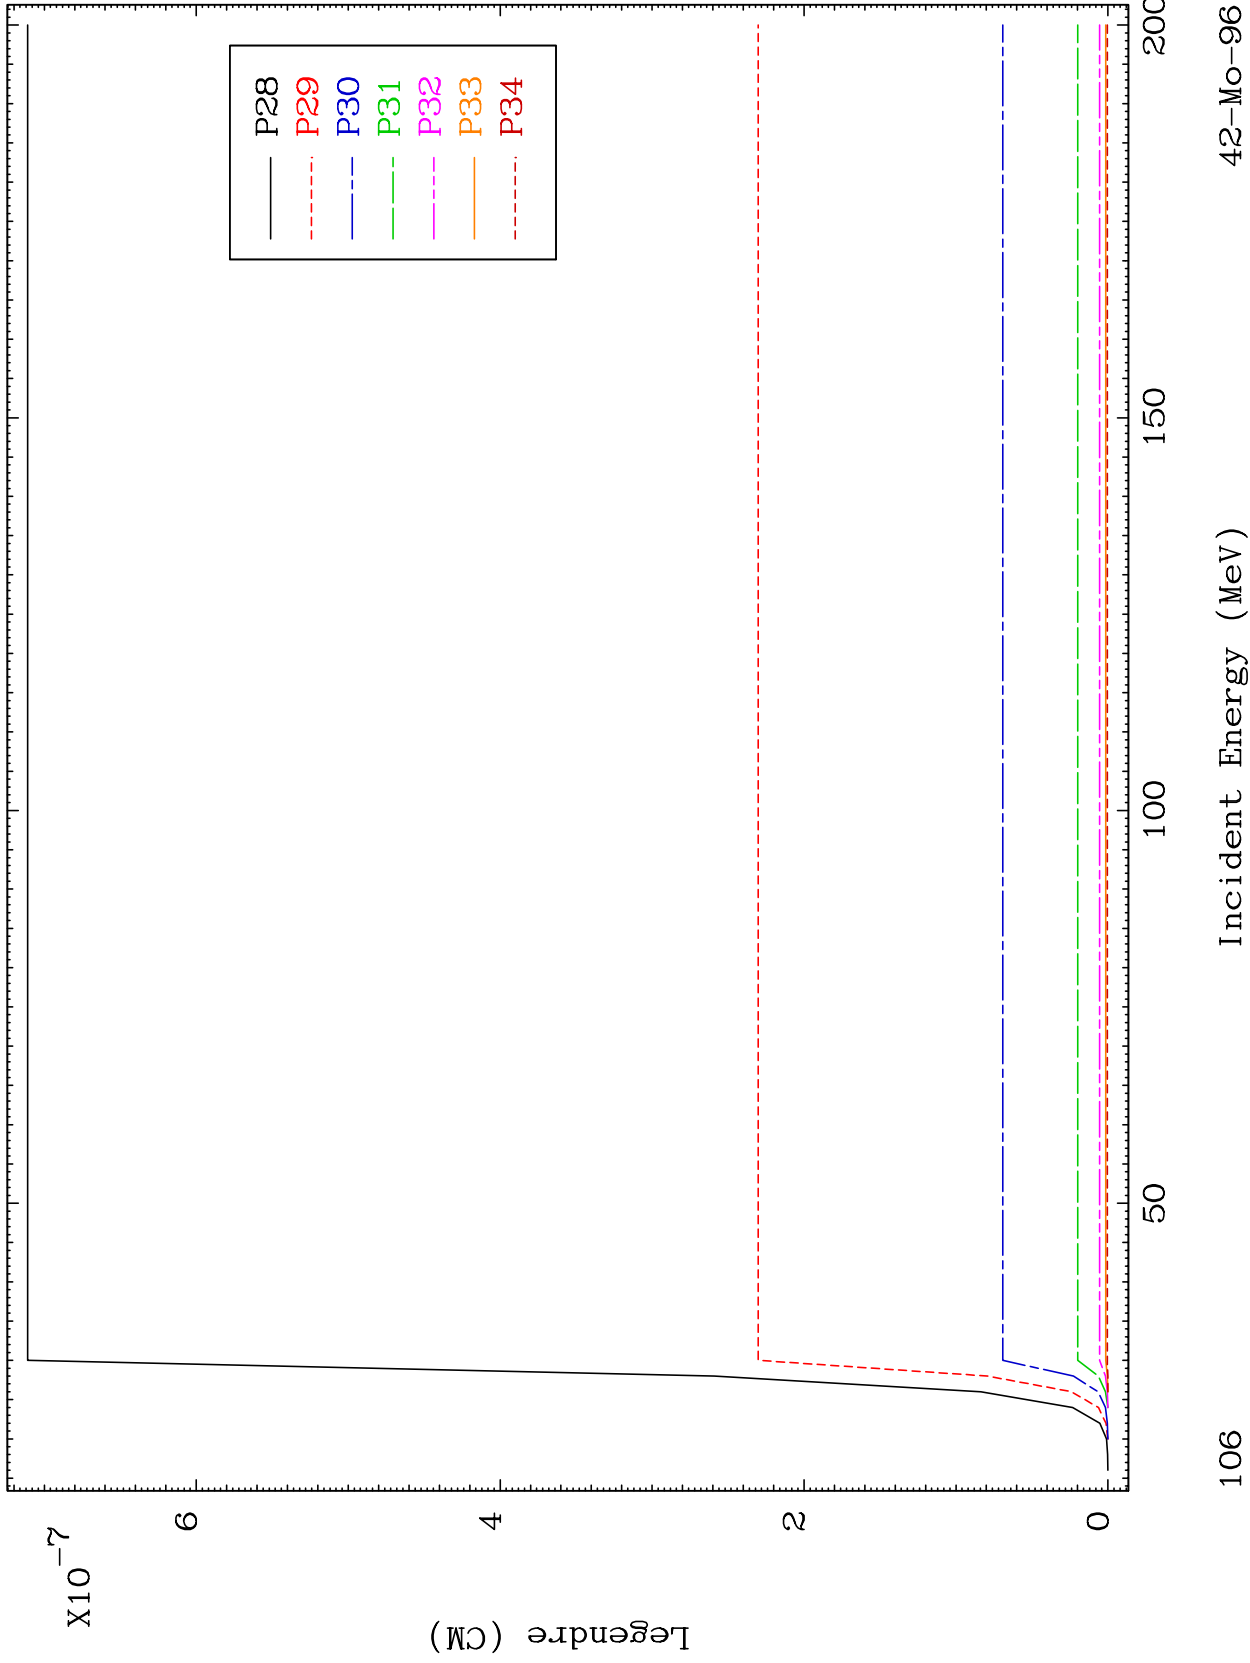 X10
-7
6
4
2
0
Legendre (CM)
P28
P29
P30
P31
P32
P33
P34
50
100
150
200
Incident Energy (MeV)
106
42-Mo-96